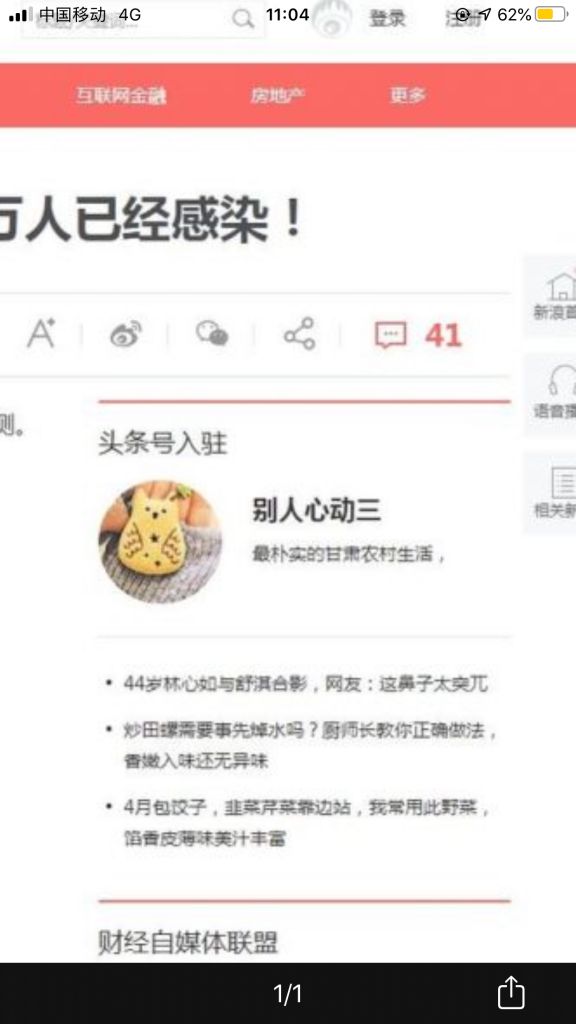 中国移动 4G 11:04 62%
登录 注册
互联网金融 房地产 更多
万人已经感染！
A+ 41
新浪首
语音播
则。
头条号入驻
相关新
别人心动三
最朴实的甘肃农村生活，
• 44岁林心如与舒淇合影，网友：这鼻子太突兀
• 炒田螺需要事先焯水吗？厨师长教你正确做法，
香嫩入味还无异味
• 4月包饺子，韭菜芹菜靠边站，我常用此野菜，
馅香皮薄味美汁丰富
财经自媒体联盟
1/1